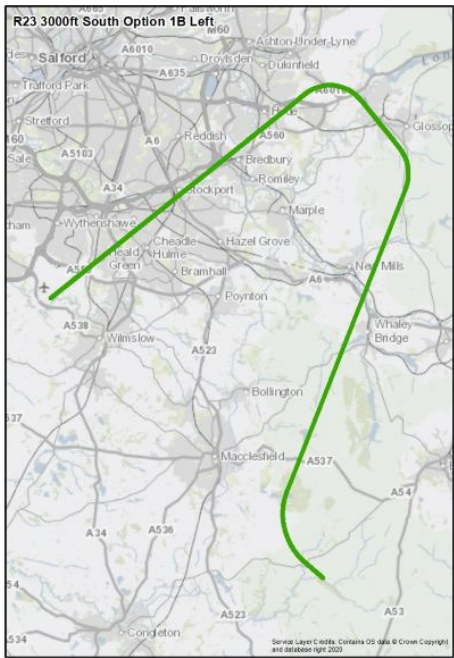 R23 3000ft South Option 1B Left
M60
Ashton-Under-Lyne
A6010
Salford
Droylsden
Dukinfield
A635
Trafford Park
Hyde
Stretford
A560
Glossop
Reddish
A6
A5103
Sale
Bredbury
A34
Romiley
Stockport
Marple
Wythenshawe
Cheadle
Hulme
Hazel Grove
Heald
Green
Bramhall
A6
New Mills
Poynton
A538
Wilmslow
A523
Whaley
Bridge
Bollington
Macclesfield
A537
A54
A34
A536
A523
A53
Congleton
A534
Service Layer Credits: Contains OS data © Crown Copyright
and database right 2020